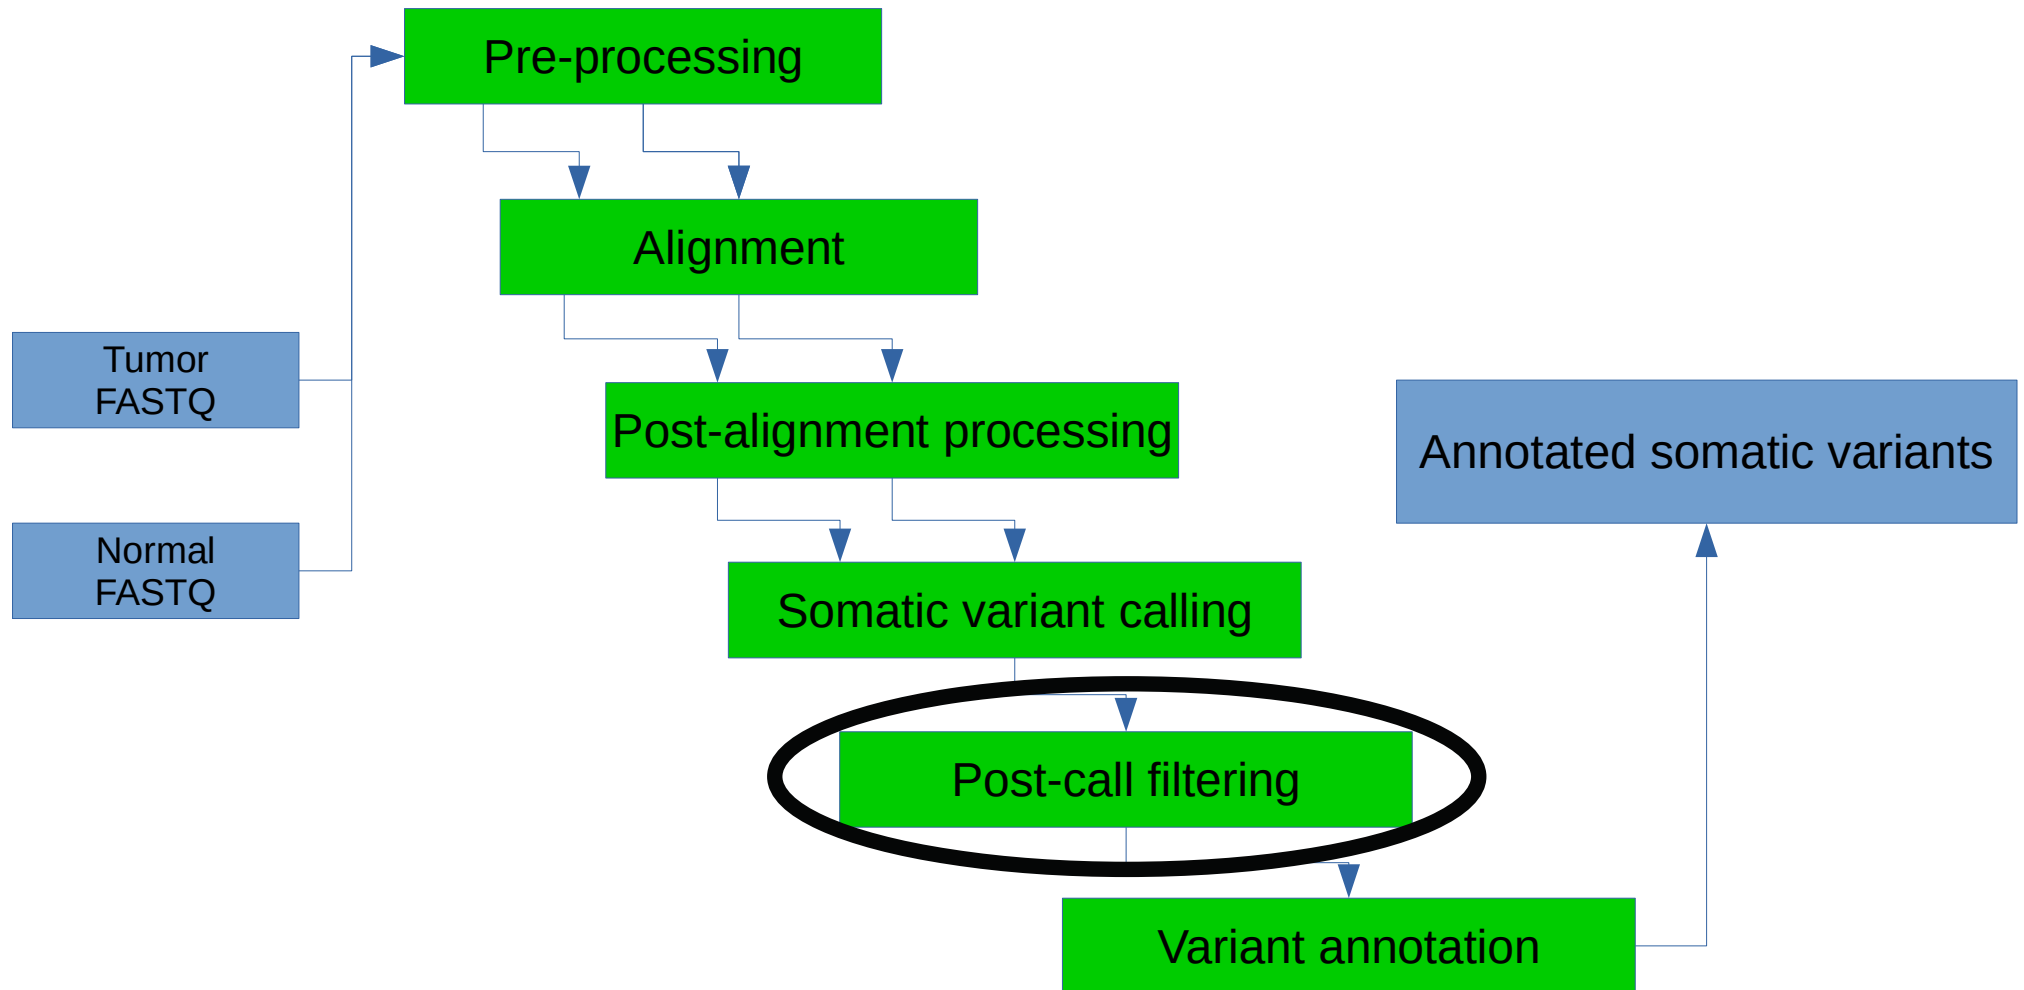 Pre-processing
Alignment
Tumor
FASTQ
Post-alignment processing
Annotated somatic variants
Normal
FASTQ
Somatic variant calling
Post-call filtering
Variant annotation